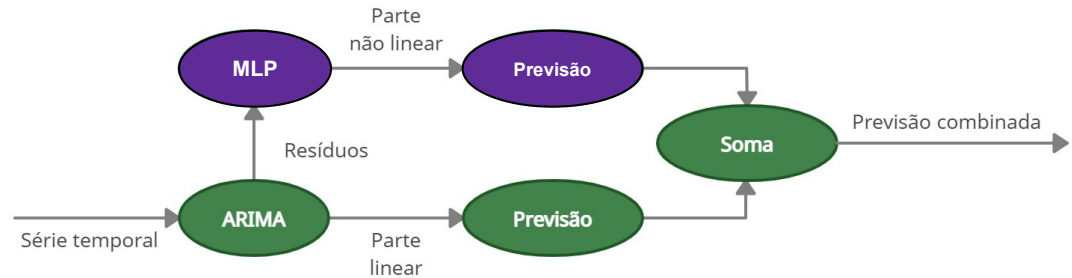 Parte
não linear
MLP
Previsão
Soma
Previsão combinada
Resíduos
ARIMA
Previsão
Série temporal
Parte
linear